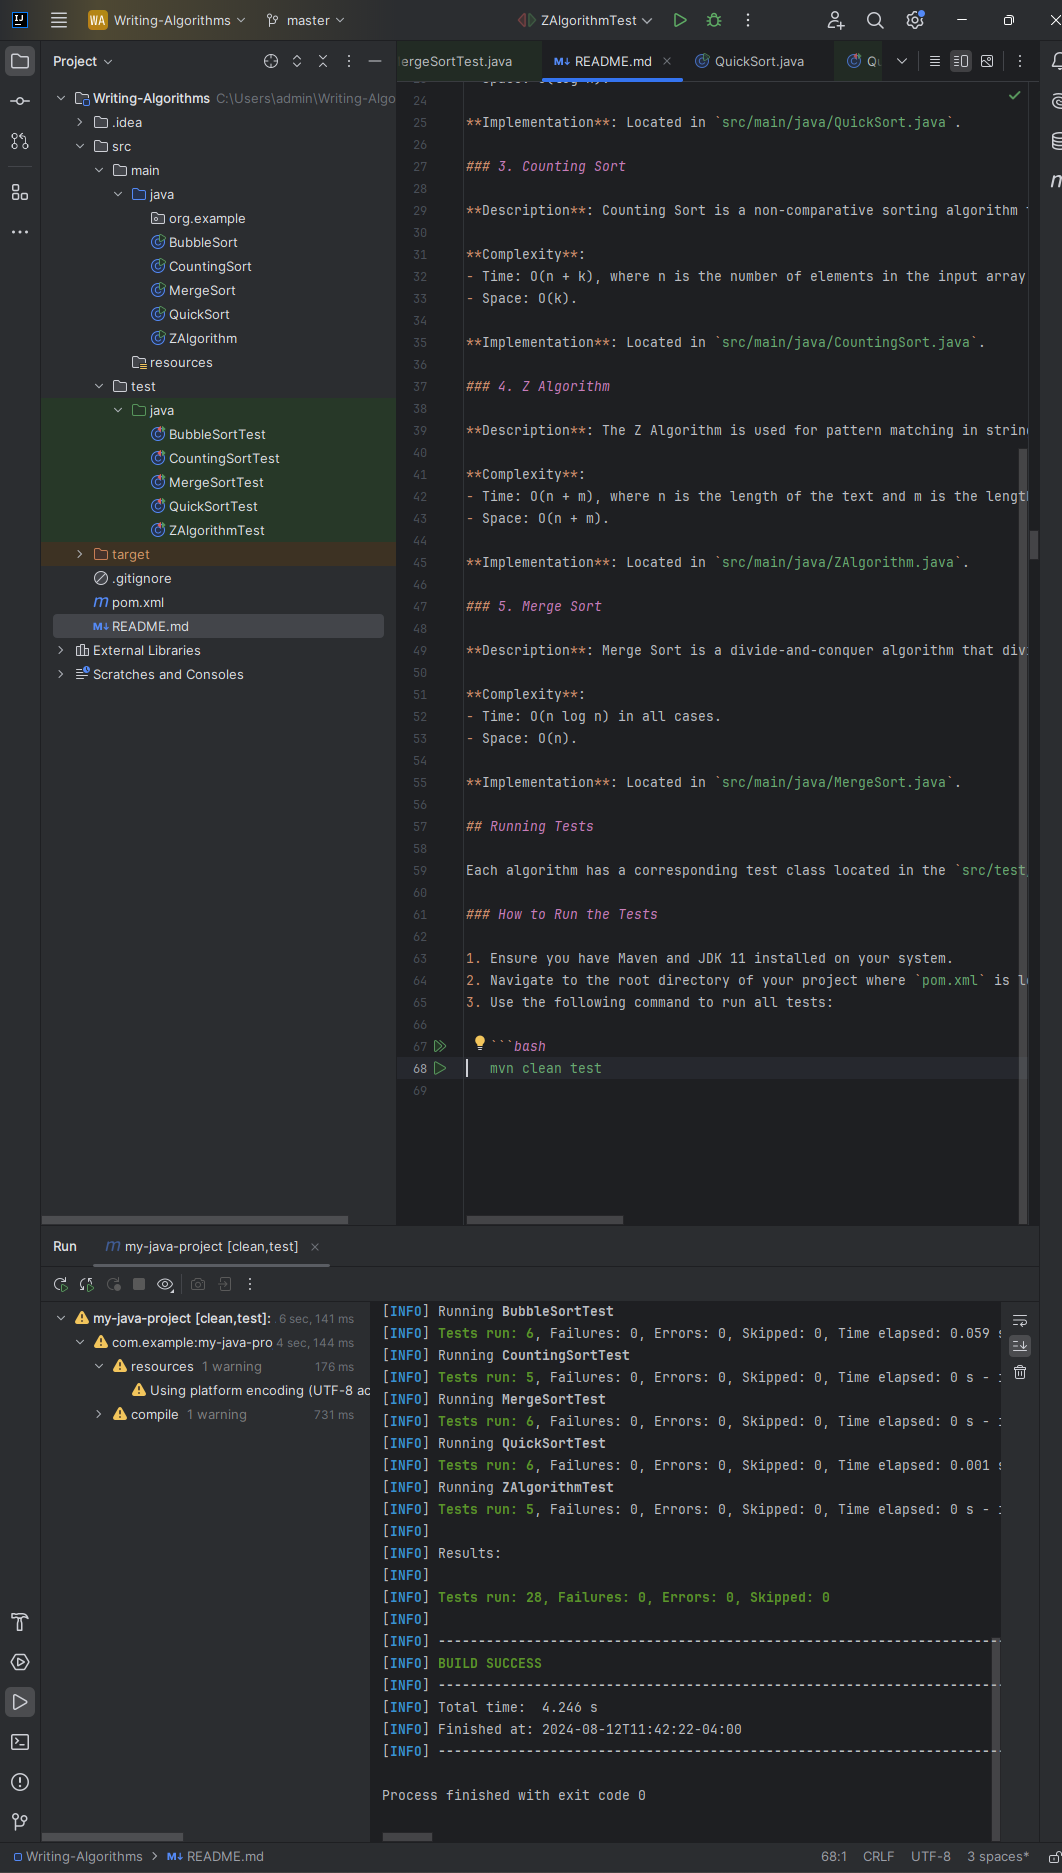 WA Writing-Algorithms master ZAlgorithmTest
Project
Writing-Algorithms C:\Users\admin\Writing-Algo
.idea
src
main
java
org.example
BubbleSort
CountingSort
MergeSort
QuickSort
ZAlgorithm
resources
test
java
BubbleSortTest
CountingSortTest
MergeSortTest
QuickSortTest
ZAlgorithmTest
target
.gitignore
pom.xml
README.md
External Libraries
Scratches and Consoles
ergeSortTest.java README.md QuickSort.java
24
25 **Implementation**: Located in `src/main/java/QuickSort.java`.
26
27 ### 3. Counting Sort
28
29 **Description**: Counting Sort is a non-comparative sorting algorithm
30
31 **Complexity**:
32 - Time: O(n + k), where n is the number of elements in the input array
33 - Space: O(k).
34
35 **Implementation**: Located in `src/main/java/CountingSort.java`.
36
37 ### 4. Z Algorithm
38
39 **Description**: The Z Algorithm is used for pattern matching in strin
40
41 **Complexity**:
42 - Time: O(n + m), where n is the length of the text and m is the lengt
43 - Space: O(n + m).
44
45 **Implementation**: Located in `src/main/java/ZAlgorithm.java`.
46
47 ### 5. Merge Sort
48
49 **Description**: Merge Sort is a divide-and-conquer algorithm that div
50
51 **Complexity**:
52 - Time: O(n log n) in all cases.
53 - Space: O(n).
54
55 **Implementation**: Located in `src/main/java/MergeSort.java`.
56
57 ## Running Tests
58
59 Each algorithm has a corresponding test class located in the `src/test
60
61 ### How to Run the Tests
62
63 1. Ensure you have Maven and JDK 11 installed on your system.
64 2. Navigate to the root directory of your project where `pom.xml` is l
65 3. Use the following command to run all tests:
66
67 ```bash
68 mvn clean test
69
Run my-java-project [clean,test]
my-java-project [clean,test]: 6 sec, 141 ms
com.example:my-java-pro 4 sec, 144 ms
resources 1 warning 176 ms
Using platform encoding (UTF-8 ac
compile 1 warning 731 ms
[INFO] Running BubbleSortTest
[INFO] Tests run: 6, Failures: 0, Errors: 0, Skipped: 0, Time elapsed: 0.059 s
[INFO] Running CountingSortTest
[INFO] Tests run: 5, Failures: 0, Errors: 0, Skipped: 0, Time elapsed: 0 s -
[INFO] Running MergeSortTest
[INFO] Tests run: 6, Failures: 0, Errors: 0, Skipped: 0, Time elapsed: 0 s -
[INFO] Running QuickSortTest
[INFO] Tests run: 6, Failures: 0, Errors: 0, Skipped: 0, Time elapsed: 0.001 s
[INFO] Running ZAlgorithmTest
[INFO] Tests run: 5, Failures: 0, Errors: 0, Skipped: 0, Time elapsed: 0 s -
[INFO]
[INFO] Results:
[INFO]
[INFO] Tests run: 28, Failures: 0, Errors: 0, Skipped: 0
[INFO]
[INFO] ----------------------------------------------------------------------
[INFO] BUILD SUCCESS
[INFO] ----------------------------------------------------------------------
[INFO] Total time:  4.246 s
[INFO] Finished at: 2024-08-12T11:42:22-04:00
[INFO] ----------------------------------------------------------------------
Process finished with exit code 0
Writing-Algorithms > README.md 68:1 CRLF UTF-8 3 spaces*